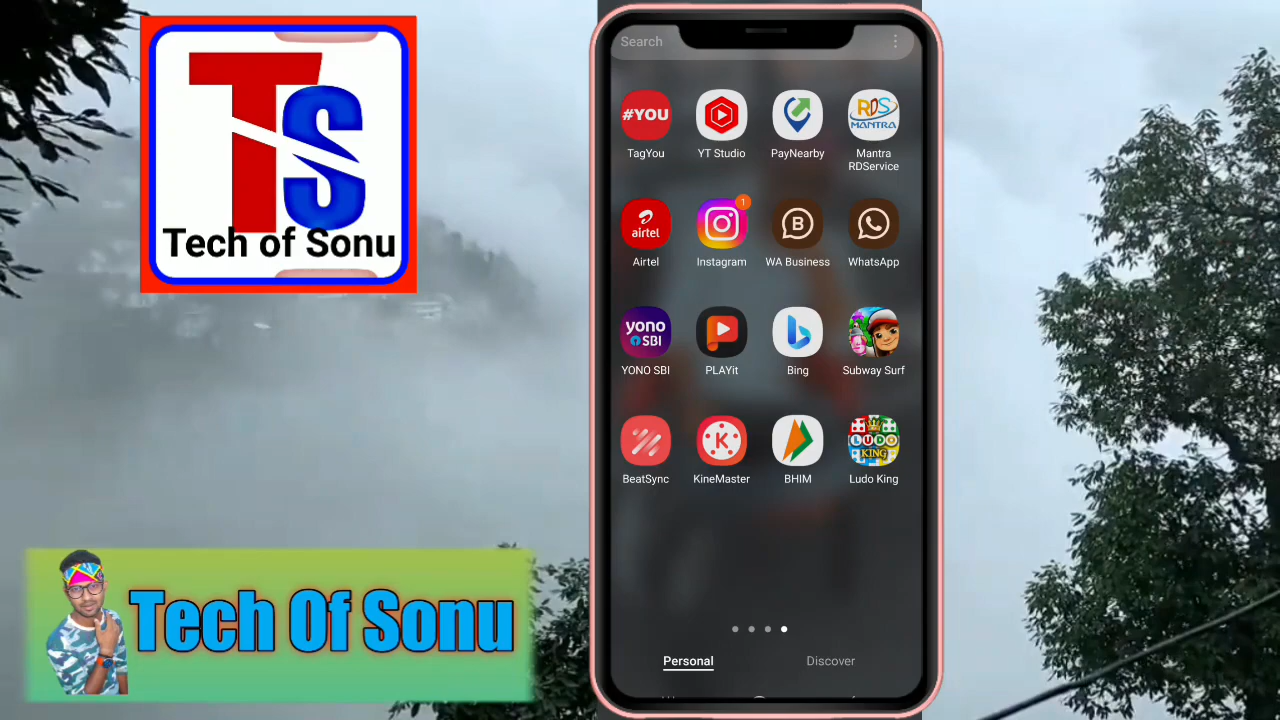 TS
Tech of Sonu
Tech Of Sonu
Search
#YOU
TagYou
YT Studio
PayNearby
RDS
MANTRA
Mantra
RDService
airtel
Airtel
1
Instagram
B
WA Business
WhatsApp
yono
SBI
YONO SBI
PLAYit
b
Bing
Subway Surf
BeatSync
K
KineMaster
BHIM
LUDO
KING
Ludo King
Personal
Discover